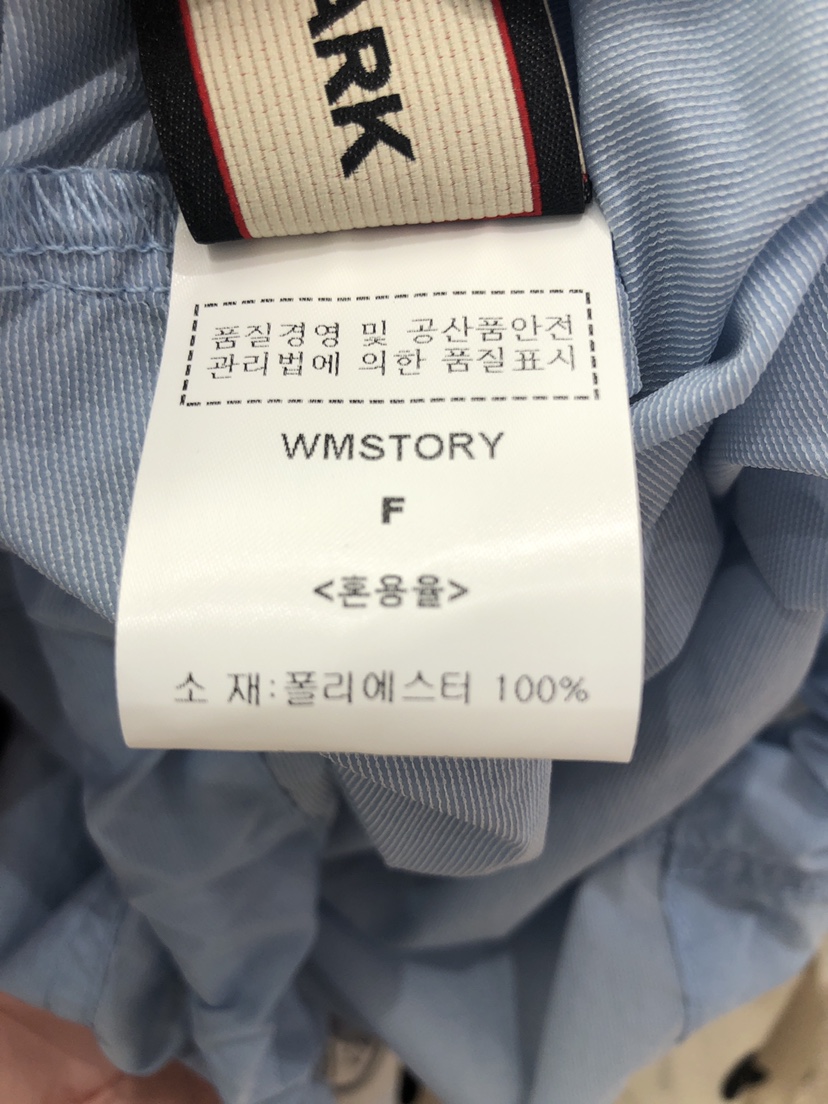 ARK
품질경영 및 공산품안전
관리법에 의한 품질표시
WMSTORY
F
<혼용율>
소 재:폴리에스터 100%